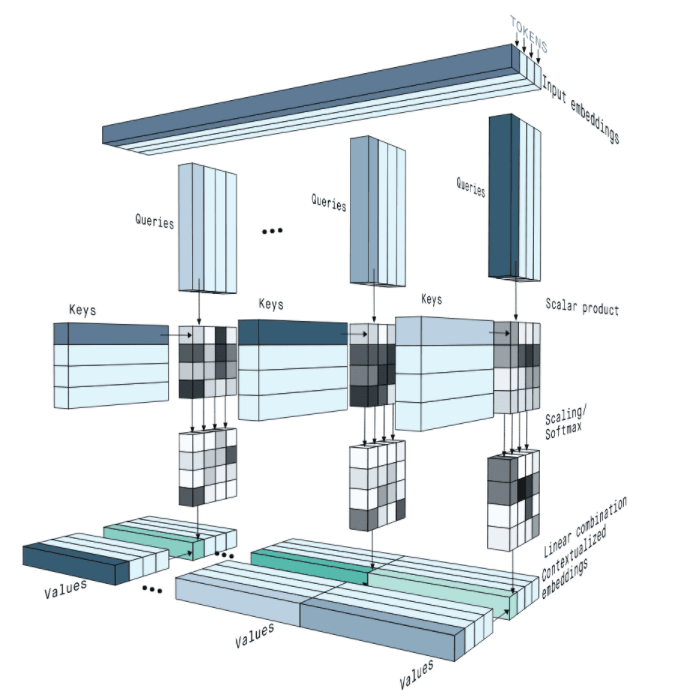 TOKENS
Input embeddings
Queries
Queries
Queries
Keys
Keys
Keys
Scalar product
Scaling/
Softmax
Linear combination
Contextualized
embeddings
Values
Values
Values